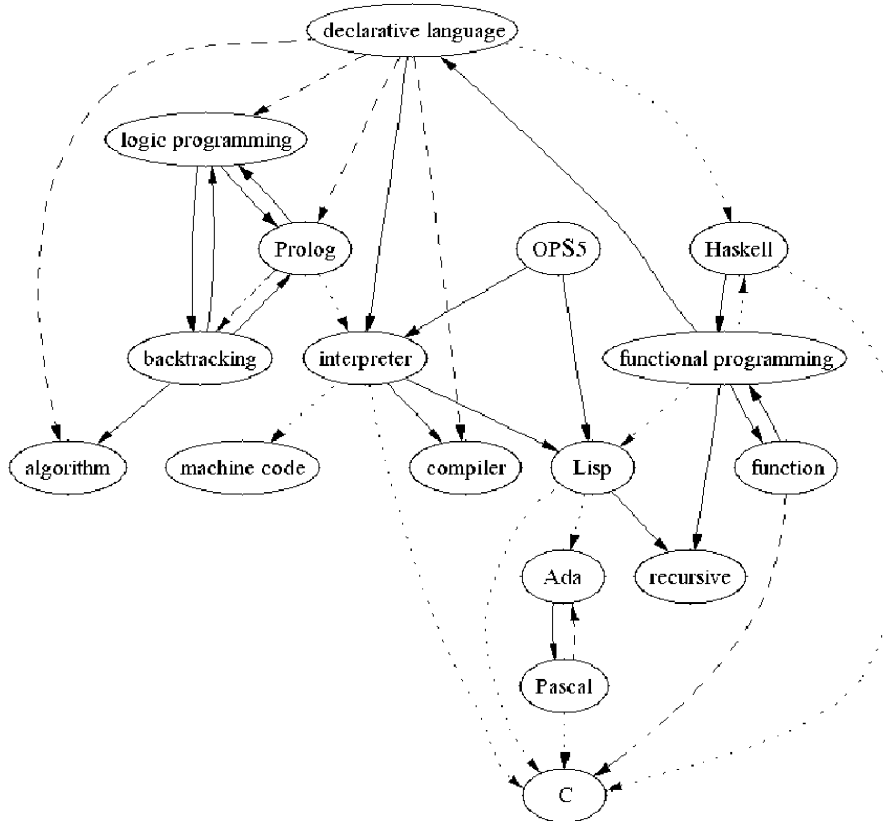 declarative language
logic programming
Prolog
OPS5
Haskell
backtracking
interpreter
functional programming
algorithm
machine code
compiler
Lisp
function
Ada
recursive
Pascal
C